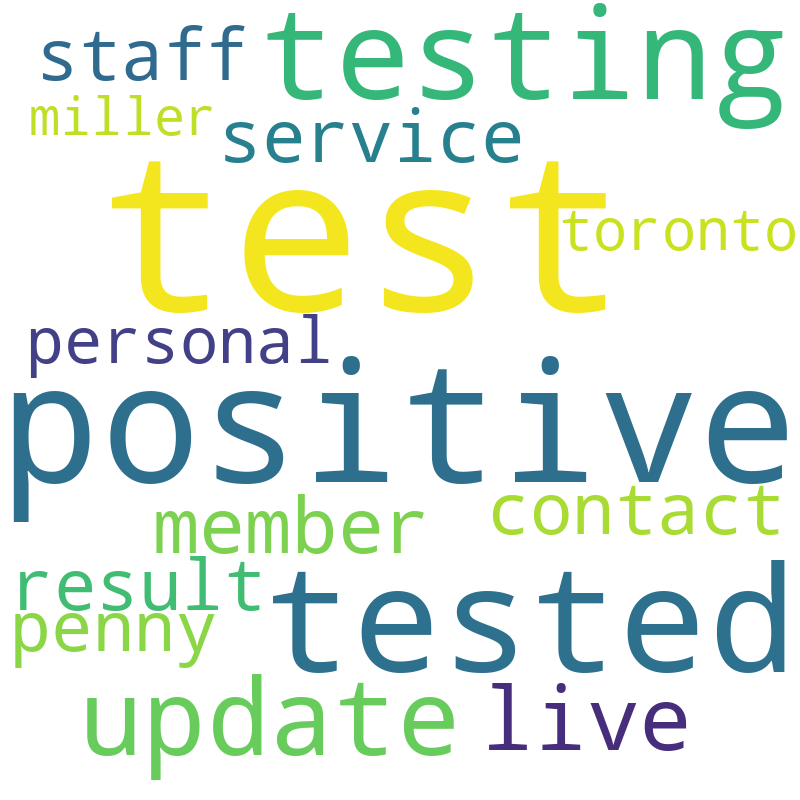 staff testing
miller service
test toronto
personal
positive
member contact
result tested
penny
update live